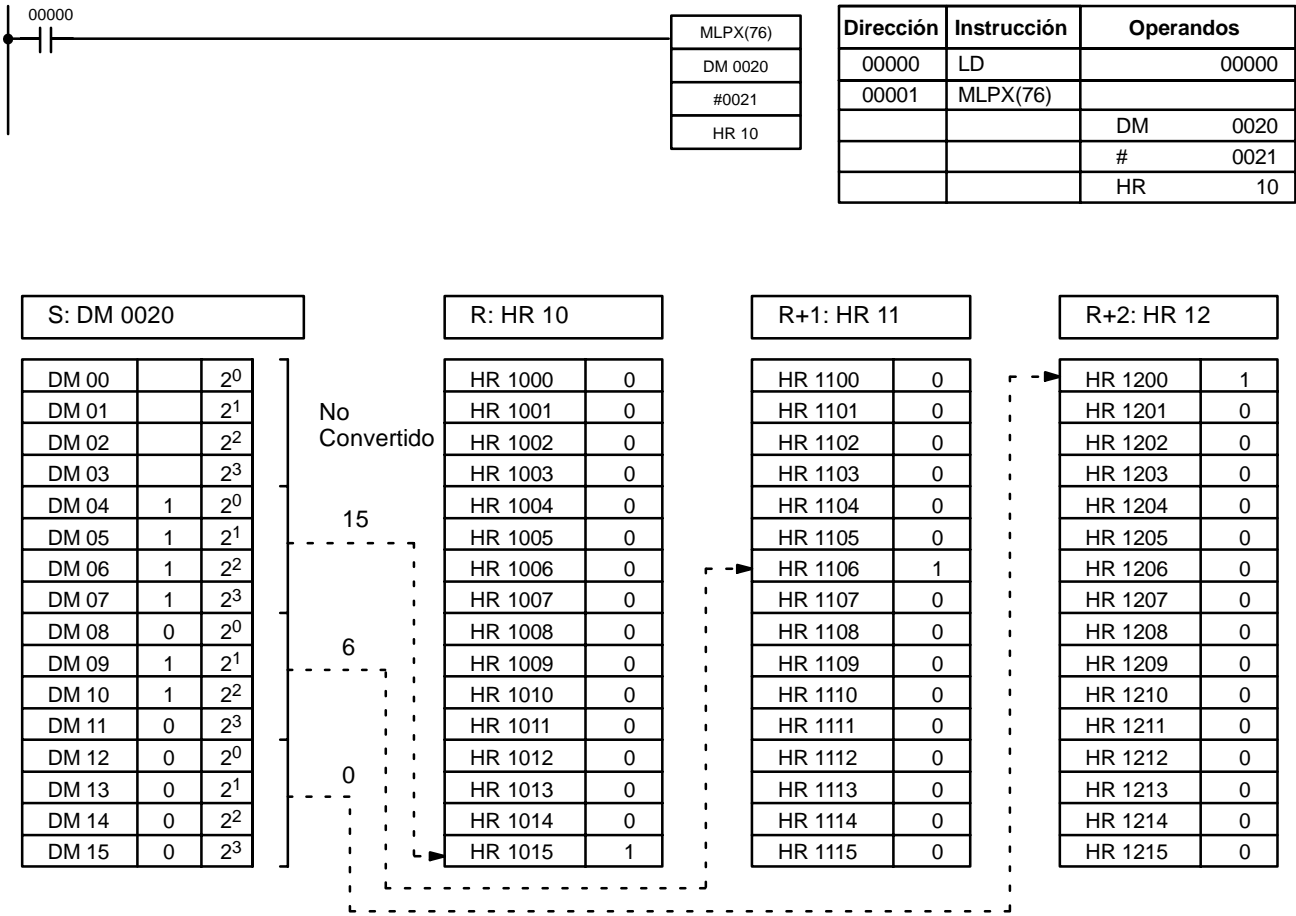 00000
MLPX(76)
DM 0020
#0021
HR 10
Dirección Instrucción Operandos
00000 LD 00000
00001 MLPX(76)
DM 0020
# 0021
HR 10
S: DM 0020 R: HR 10 R+1: HR 11 R+2: HR 12
DM 00 2⁰ HR 1000 0 HR 1100 0 HR 1200 1
DM 01 2¹ No HR 1001 0 HR 1101 0 HR 1201 0
DM 02 2² Convertido HR 1002 0 HR 1102 0 HR 1202 0
DM 03 2³ HR 1003 0 HR 1103 0 HR 1203 0
DM 04 1 2⁰ 15 HR 1004 0 HR 1104 0 HR 1204 0
DM 05 1 2¹ HR 1005 0 HR 1105 0 HR 1205 0
DM 06 1 2² HR 1006 0 HR 1106 1 HR 1206 0
DM 07 1 2³ HR 1007 0 HR 1107 0 HR 1207 0
DM 08 0 2⁰ 6 HR 1008 0 HR 1108 0 HR 1208 0
DM 09 1 2¹ HR 1009 0 HR 1109 0 HR 1209 0
DM 10 1 2² HR 1010 0 HR 1110 0 HR 1210 0
DM 11 0 2³ HR 1011 0 HR 1111 0 HR 1211 0
DM 12 0 2⁰ 0 HR 1012 0 HR 1112 0 HR 1212 0
DM 13 0 2¹ HR 1013 0 HR 1113 0 HR 1213 0
DM 14 0 2² HR 1014 0 HR 1114 0 HR 1214 0
DM 15 0 2³ HR 1015 1 HR 1115 0 HR 1215 0